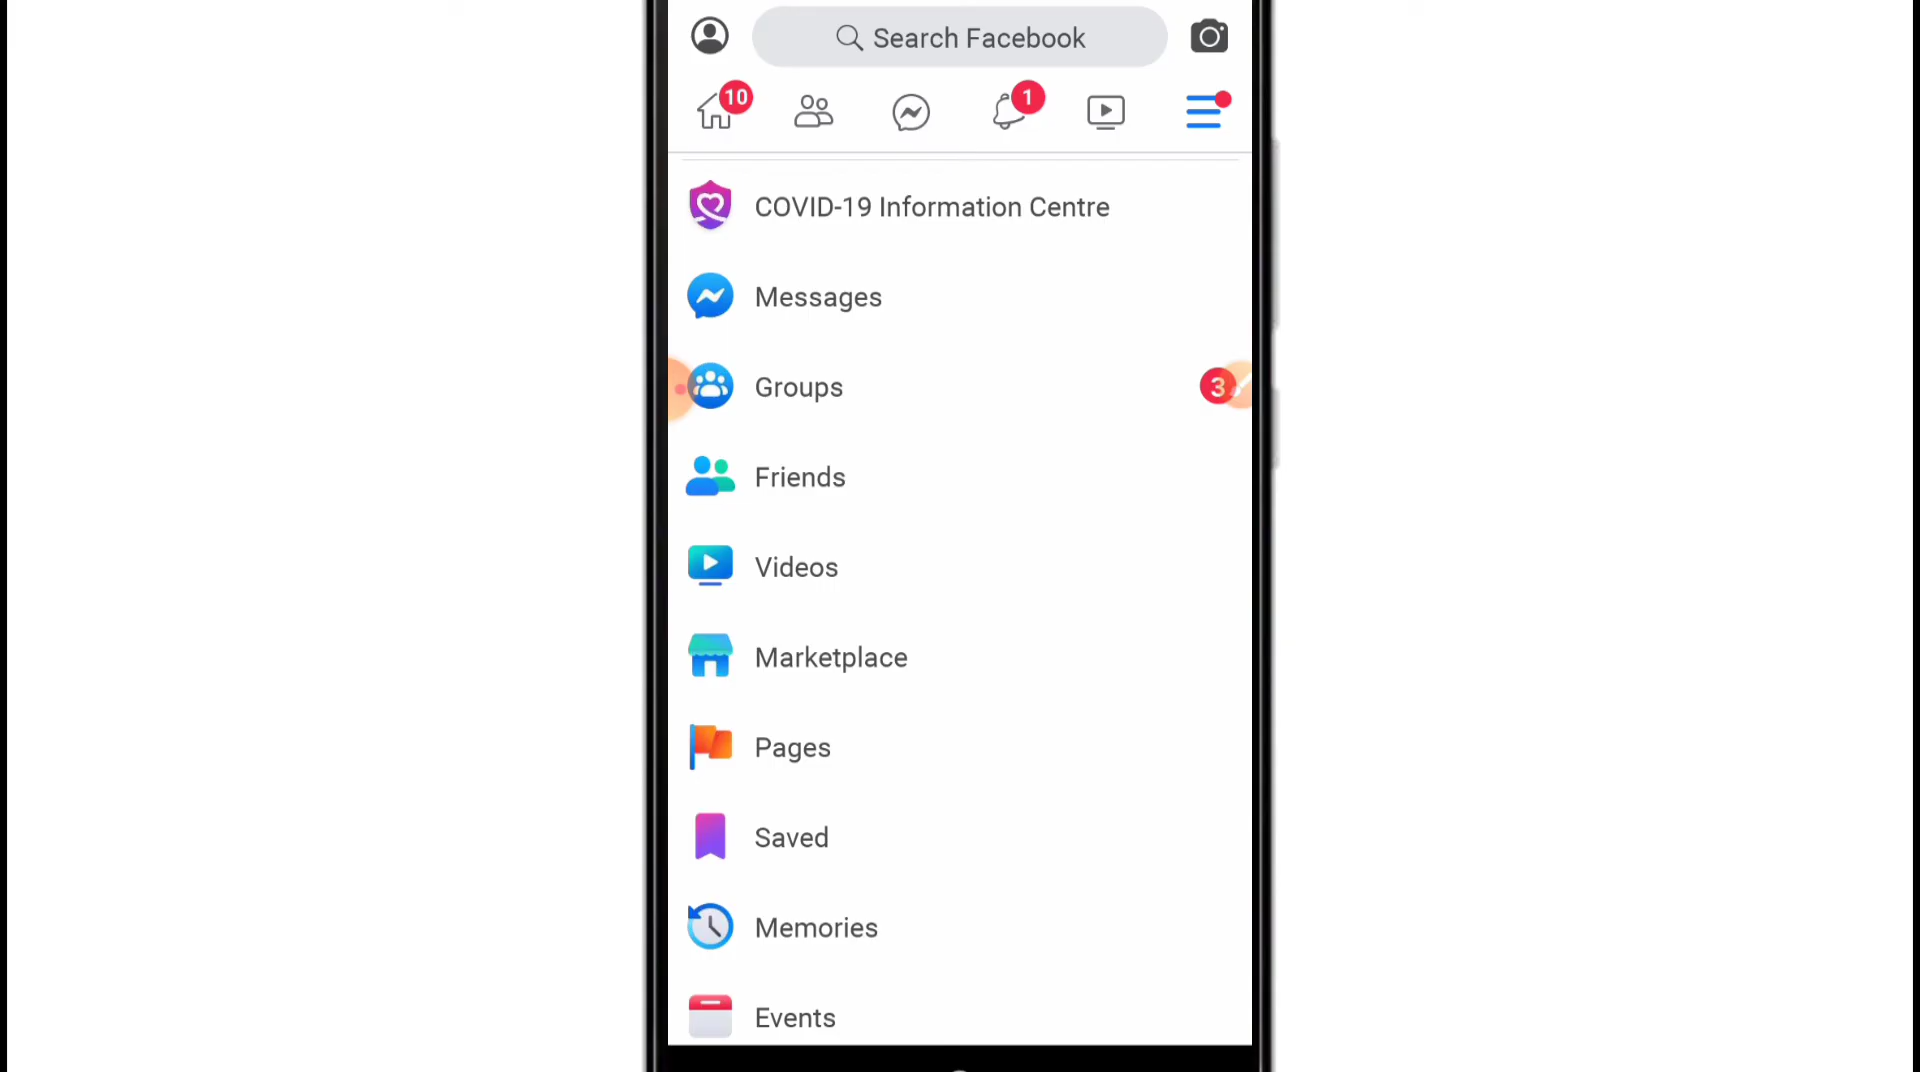 Search Facebook
10
1
COVID-19 Information Centre
Messages
Groups
3
Friends
Videos
Marketplace
Pages
Saved
Memories
Events